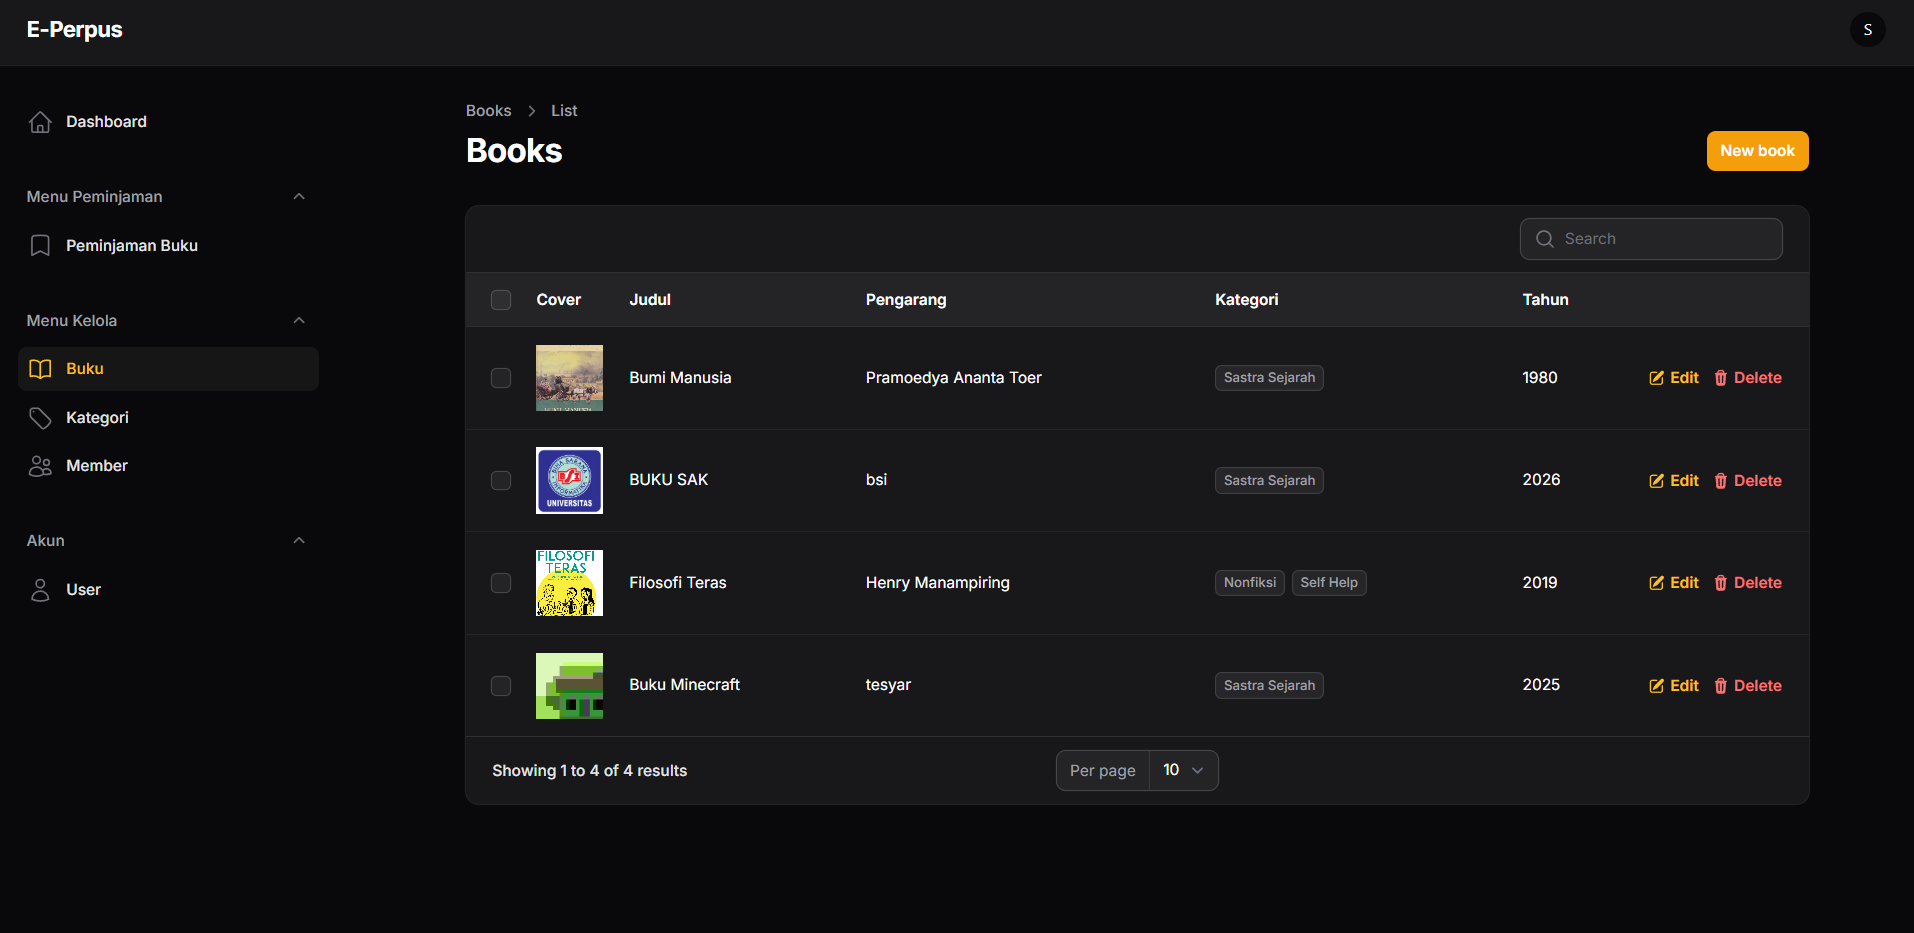 E-Perpus
S
Dashboard
Menu Peminjaman
Peminjaman Buku
Menu Kelola
Buku
Kategori
Member
Akun
User
Books > List
Books
New book
Search
Cover Judul Pengarang Kategori Tahun
Bumi Manusia Pramoedya Ananta Toer Sastra Sejarah 1980 Edit Delete
BSI
UNIVERSITAS
BUKU SAK bsi Sastra Sejarah 2026 Edit Delete
FILOSOFI
TERAS
Filosofi Teras Henry Manampiring Nonfiksi Self Help 2019 Edit Delete
Buku Minecraft tesyar Sastra Sejarah 2025 Edit Delete
Showing 1 to 4 of 4 results
Per page 10